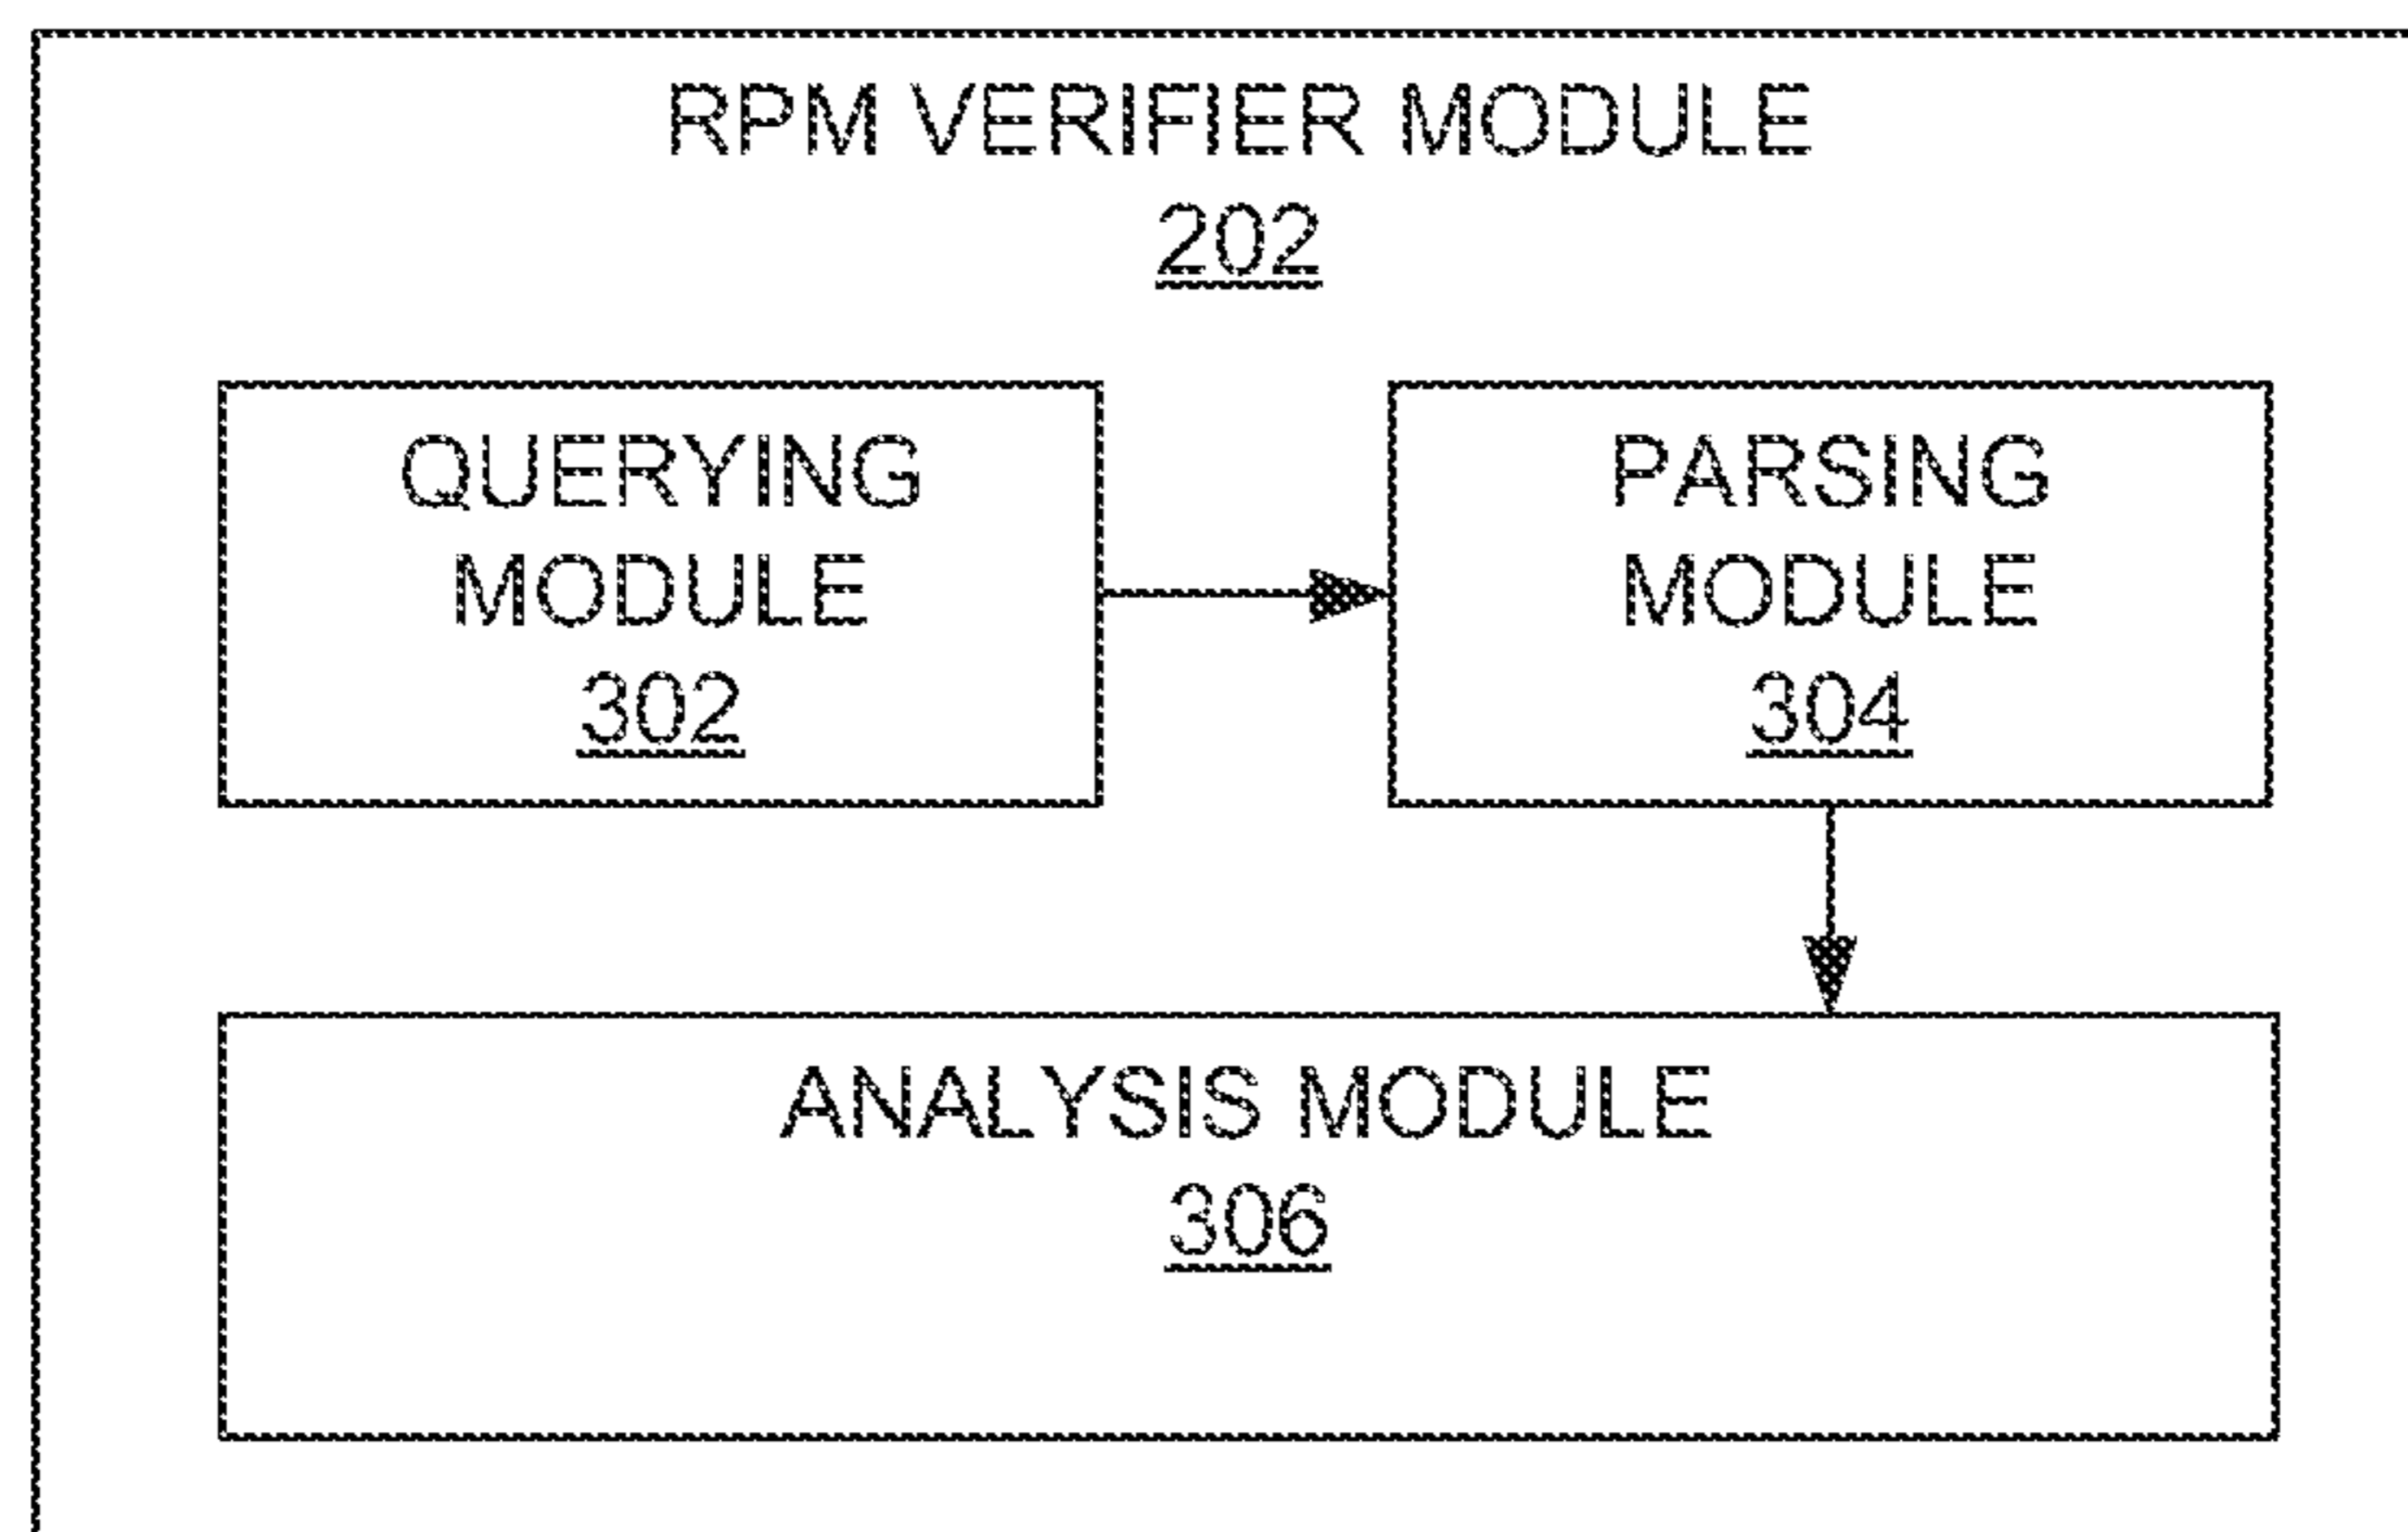 RPM VERIFIER MODULE
202
QUERYING
MODULE
302
PARSING
MODULE
304
ANALYSIS MODULE
306